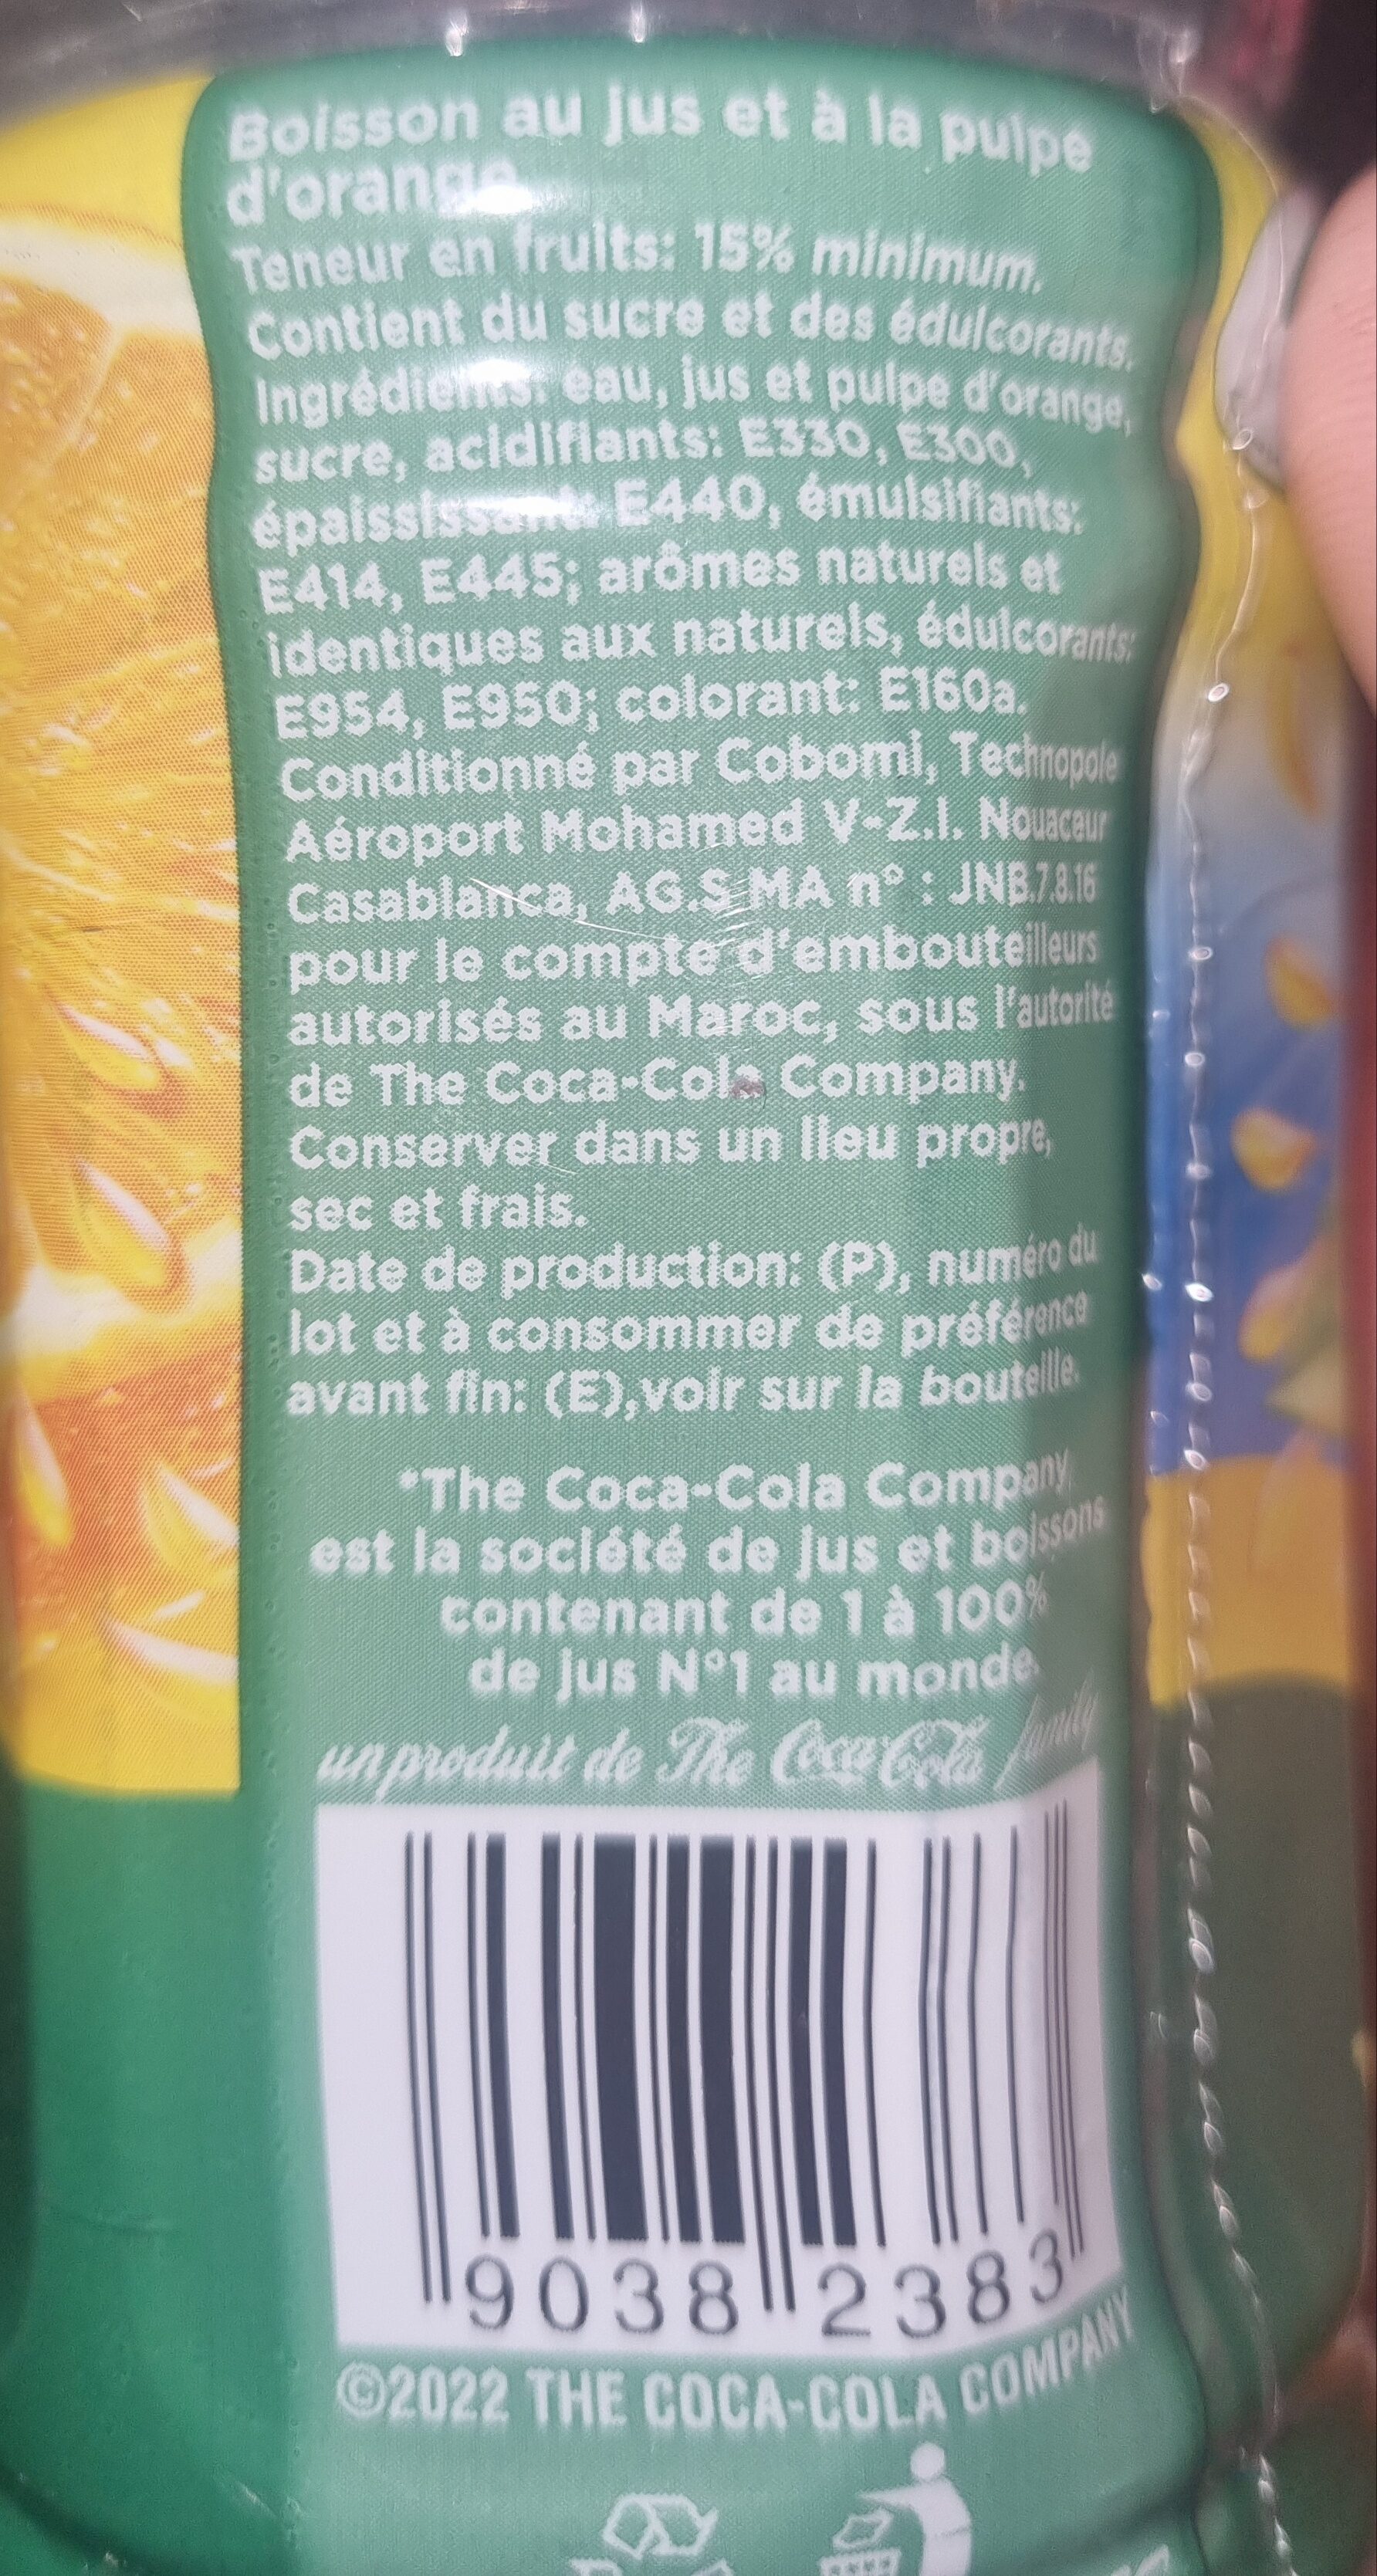 Boisson au jus et à la pulpe
d'orange
Teneur en fruits: 15% minimum.
Contient du sucre et des édulcorants.
Ingrédients: eau, jus et pulpe d'orange,
sucre, acidifiants: E330, E300,
épaississant: E440, émulsifiants:
E414, E445; arômes naturels et
identiques aux naturels, édulcorants:
E954, E950; colorant: E160a.
Conditionné par Cobomi, Technopole
Aéroport Mohamed V-Z.I. Nouaceur
Casablanca, AG.S MA n° : JNB.7.8.16
pour le compte d'embouteilleurs
autorisés au Maroc, sous l'autorité
de The Coca-Cola Company.
Conserver dans un lieu propre,
sec et frais.
Date de production: (P), numéro du
lot et à consommer de préférence
avant fin: (E),voir sur la bouteille.
*The Coca-Cola Company
est la société de jus et boissons
contenant de 1 à 100%
de jus N°1 au monde.
un produit de The Coca-Cola family
9038 2383
©2022 THE COCA-COLA COMPANY